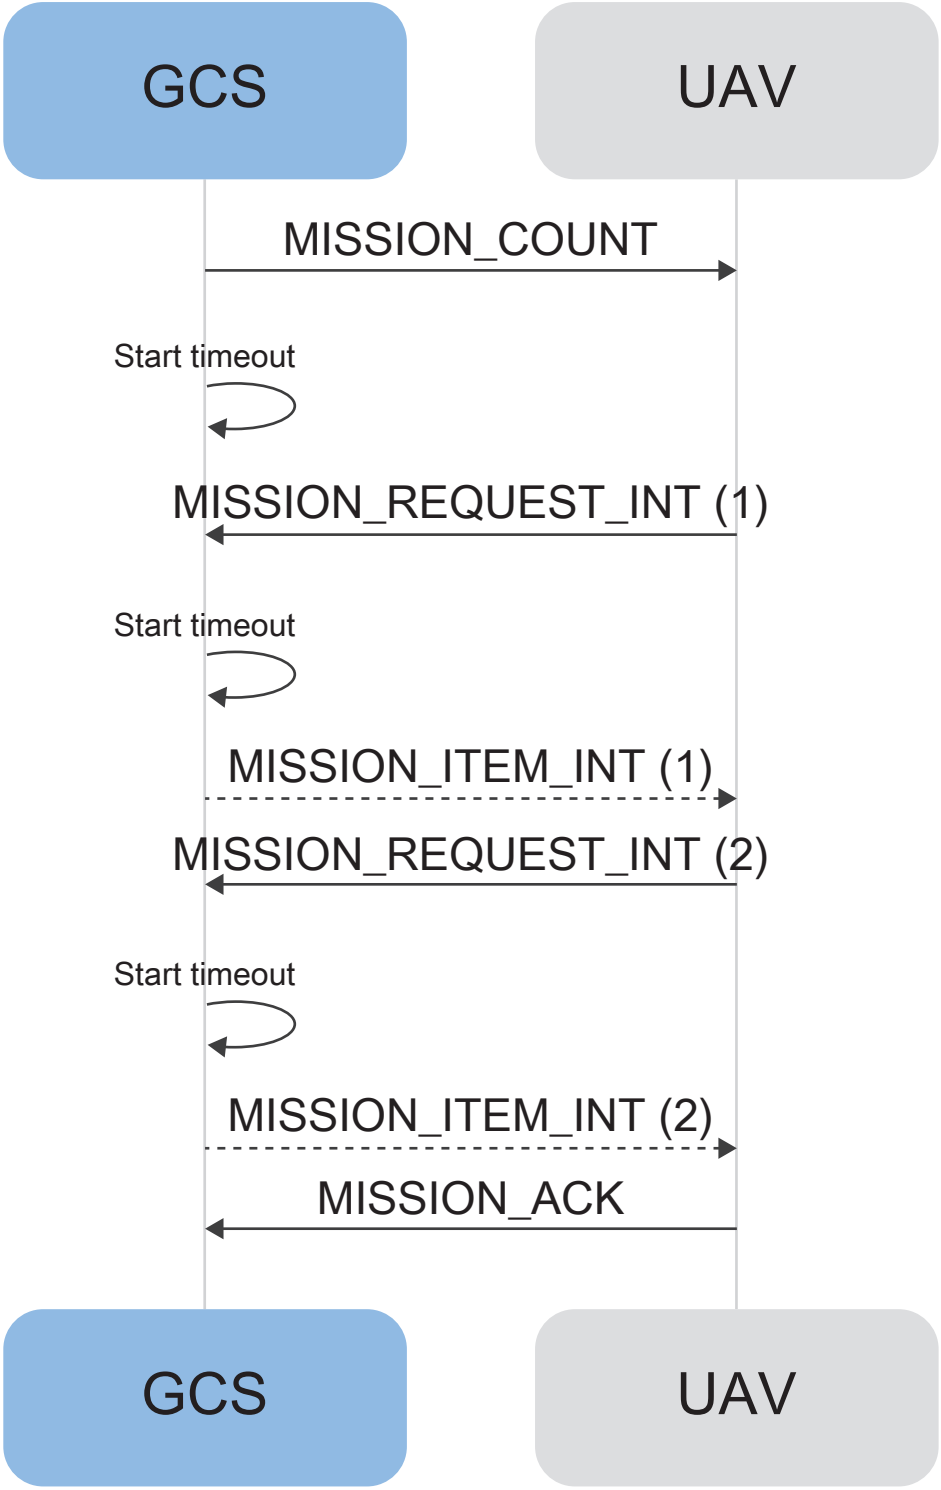 GCS
UAV
MISSION_COUNT
Start timeout
MISSION_REQUEST_INT (1)
Start timeout
MISSION_ITEM_INT (1)
MISSION_REQUEST_INT (2)
Start timeout
MISSION_ITEM_INT (2)
MISSION_ACK
GCS
UAV